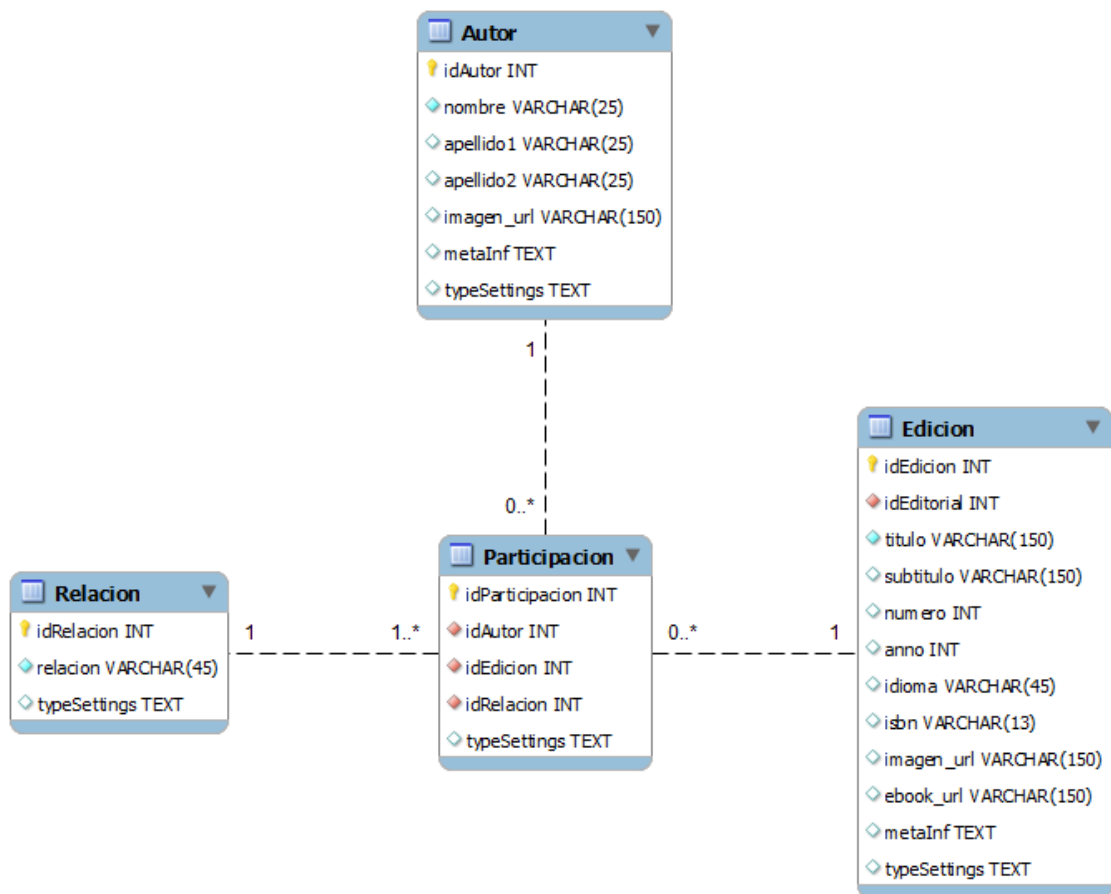 Autor
idAutor INT
nombre VARCHAR(25)
apellido1 VARCHAR(25)
apellido2 VARCHAR(25)
imagen_url VARCHAR(150)
metaInf TEXT
typeSettings TEXT
1
0..*
Edicion
idEdicion INT
idEditorial INT
titulo VARCHAR(150)
subtitulo VARCHAR(150)
numero INT
anno INT
idioma VARCHAR(45)
isbn VARCHAR(13)
imagen_url VARCHAR(150)
ebook_url VARCHAR(150)
metaInf TEXT
typeSettings TEXT
Participacion
idParticipacion INT
idAutor INT
idEdicion INT
idRelacion INT
typeSettings TEXT
Relacion
idRelacion INT
relacion VARCHAR(45)
typeSettings TEXT
1
1..*
0..*
1